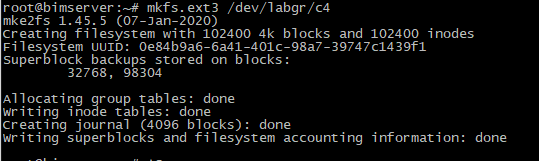 root@bimserver:~# mkfs.ext3 /dev/labgr/c4
mke2fs 1.45.5 (07-Jan-2020)
Creating filesystem with 102400 4k blocks and 102400 inodes
Filesystem UUID: 0e84b9a6-6a41-401c-98a7-39747c1439f1
Superblock backups stored on blocks:
        32768, 98304

Allocating group tables: done
Writing inode tables: done
Creating journal (4096 blocks): done
Writing superblocks and filesystem accounting information: done